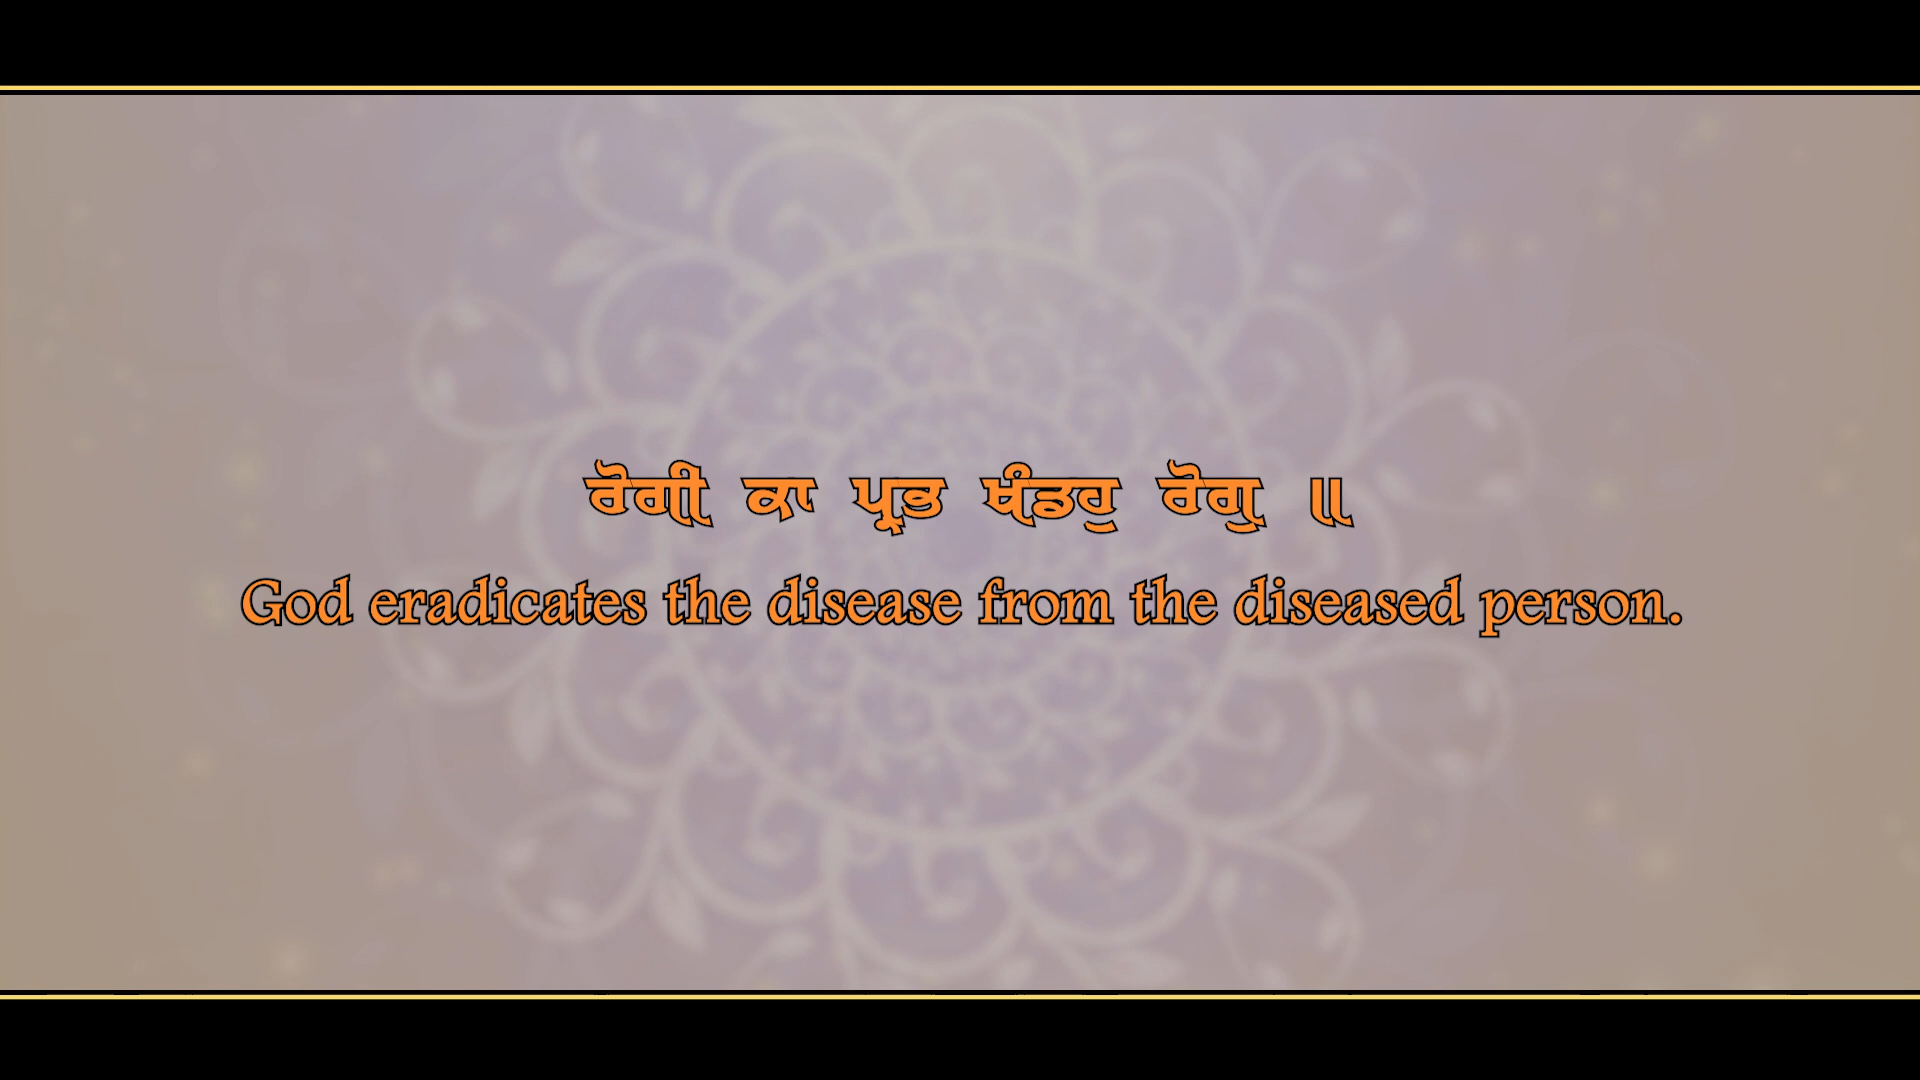 ਰੋਗੀ ਕਾ ਪ੍ਰਭ ਖੰਡਹੁ ਰੋਗੁ ॥
God eradicates the disease from the diseased person.